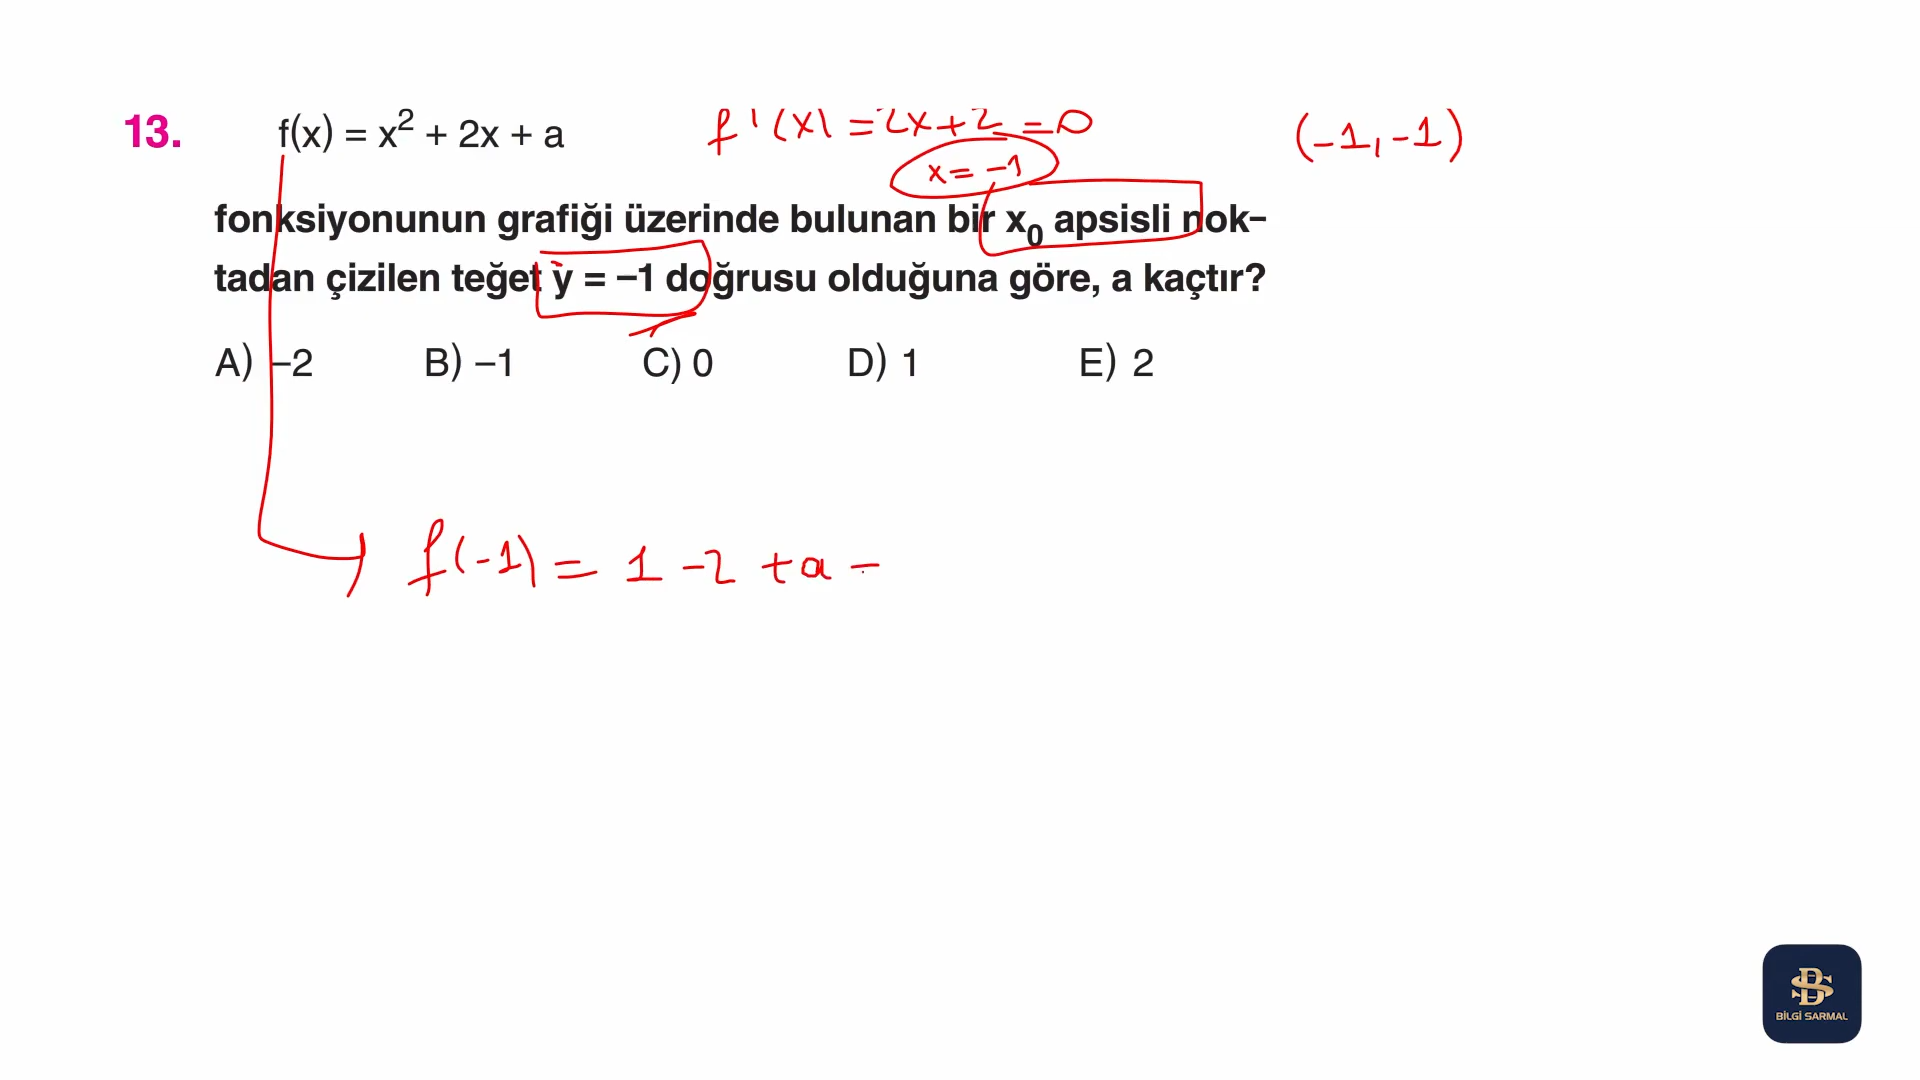 13. f(x) = x² + 2x + a f'(x) = 2x+2 = 0 (-1, -1)
x = -1
fonksiyonunun grafiği üzerinde bulunan bir x₀ apsisli nok-
tadan çizilen teğet y = –1 doğrusu olduğuna göre, a kaçtır?
A) –2 B) –1 C) 0 D) 1 E) 2
f(-1) = 1 -2 +a -
BİLGİ SARMAL